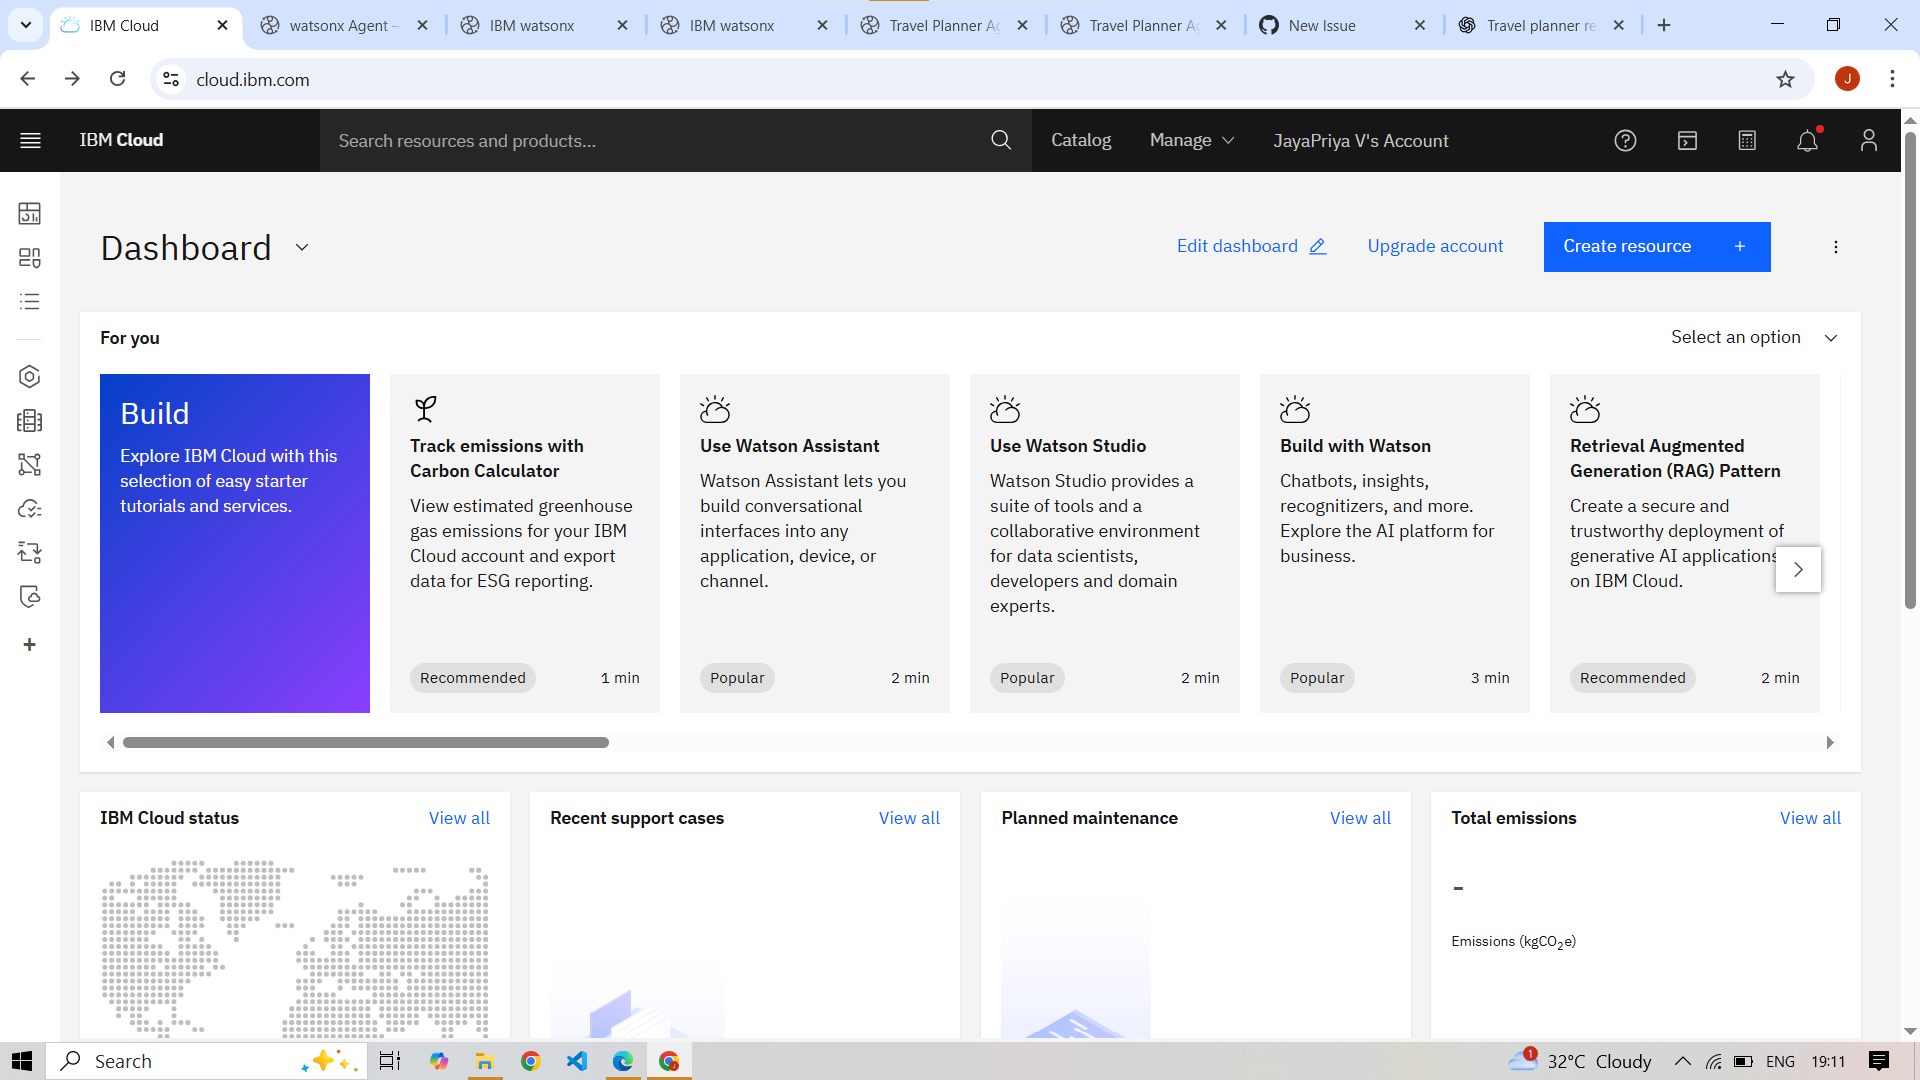 IBM Cloud
watsonx Agent –
IBM watsonx
IBM watsonx
Travel Planner Ag
Travel Planner Ag
New Issue
Travel planner re
cloud.ibm.com
J
IBM Cloud
Search resources and products...
Catalog
Manage
JayaPriya V's Account
Dashboard
Edit dashboard
Upgrade account
Create resource +
For you
Select an option
Build
Explore IBM Cloud with this
selection of easy starter
tutorials and services.
Track emissions with
Carbon Calculator
View estimated greenhouse
gas emissions for your IBM
Cloud account and export
data for ESG reporting.
Recommended
1 min
Use Watson Assistant
Watson Assistant lets you
build conversational
interfaces into any
application, device, or
channel.
Popular
2 min
Use Watson Studio
Watson Studio provides a
suite of tools and a
collaborative environment
for data scientists,
developers and domain
experts.
Popular
2 min
Build with Watson
Chatbots, insights,
recognitizers, and more.
Explore the AI platform for
business.
Popular
3 min
Retrieval Augmented
Generation (RAG) Pattern
Create a secure and
trustworthy deployment of
generative AI applications
on IBM Cloud.
Recommended
2 min
IBM Cloud status
View all
Recent support cases
View all
Planned maintenance
View all
Total emissions
View all
-
Emissions (kgCO2e)
Search
1
32°C Cloudy
ENG
19:11